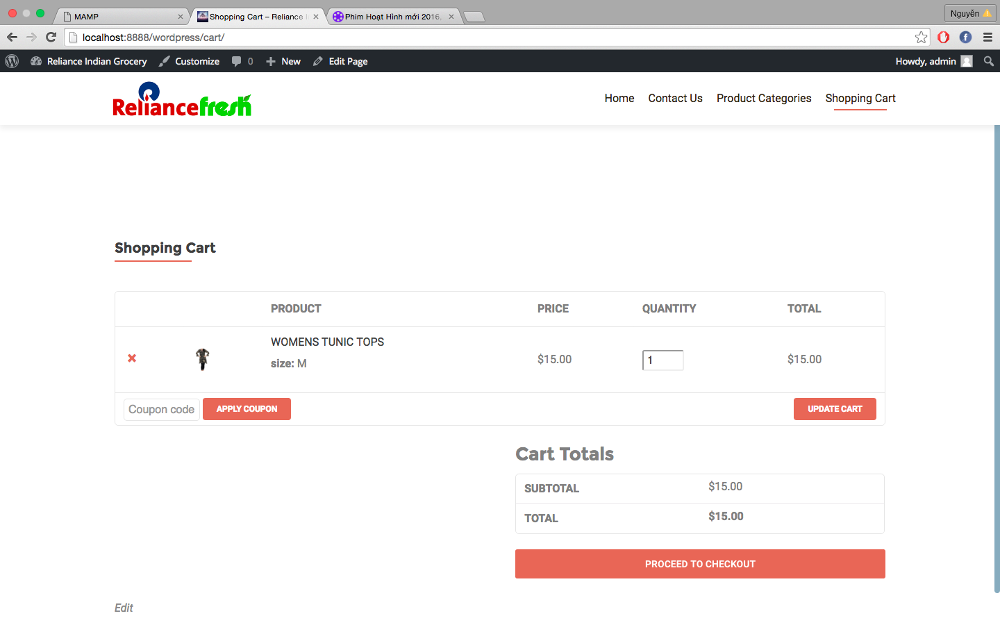 MAMP
Shopping Cart – Reliance
Phim Hoạt Hình mới 2016,
Nguyễn
localhost:8888/wordpress/cart/
Reliance Indian Grocery
Customize
0
New
Edit Page
Howdy, admin
Reliancefresh
Home
Contact Us
Product Categories
Shopping Cart
Shopping Cart
PRODUCT PRICE QUANTITY TOTAL
WOMENS TUNIC TOPS
size: M
$15.00
1
$15.00
Coupon code
APPLY COUPON
UPDATE CART
Cart Totals
SUBTOTAL $15.00
TOTAL $15.00
PROCEED TO CHECKOUT
Edit